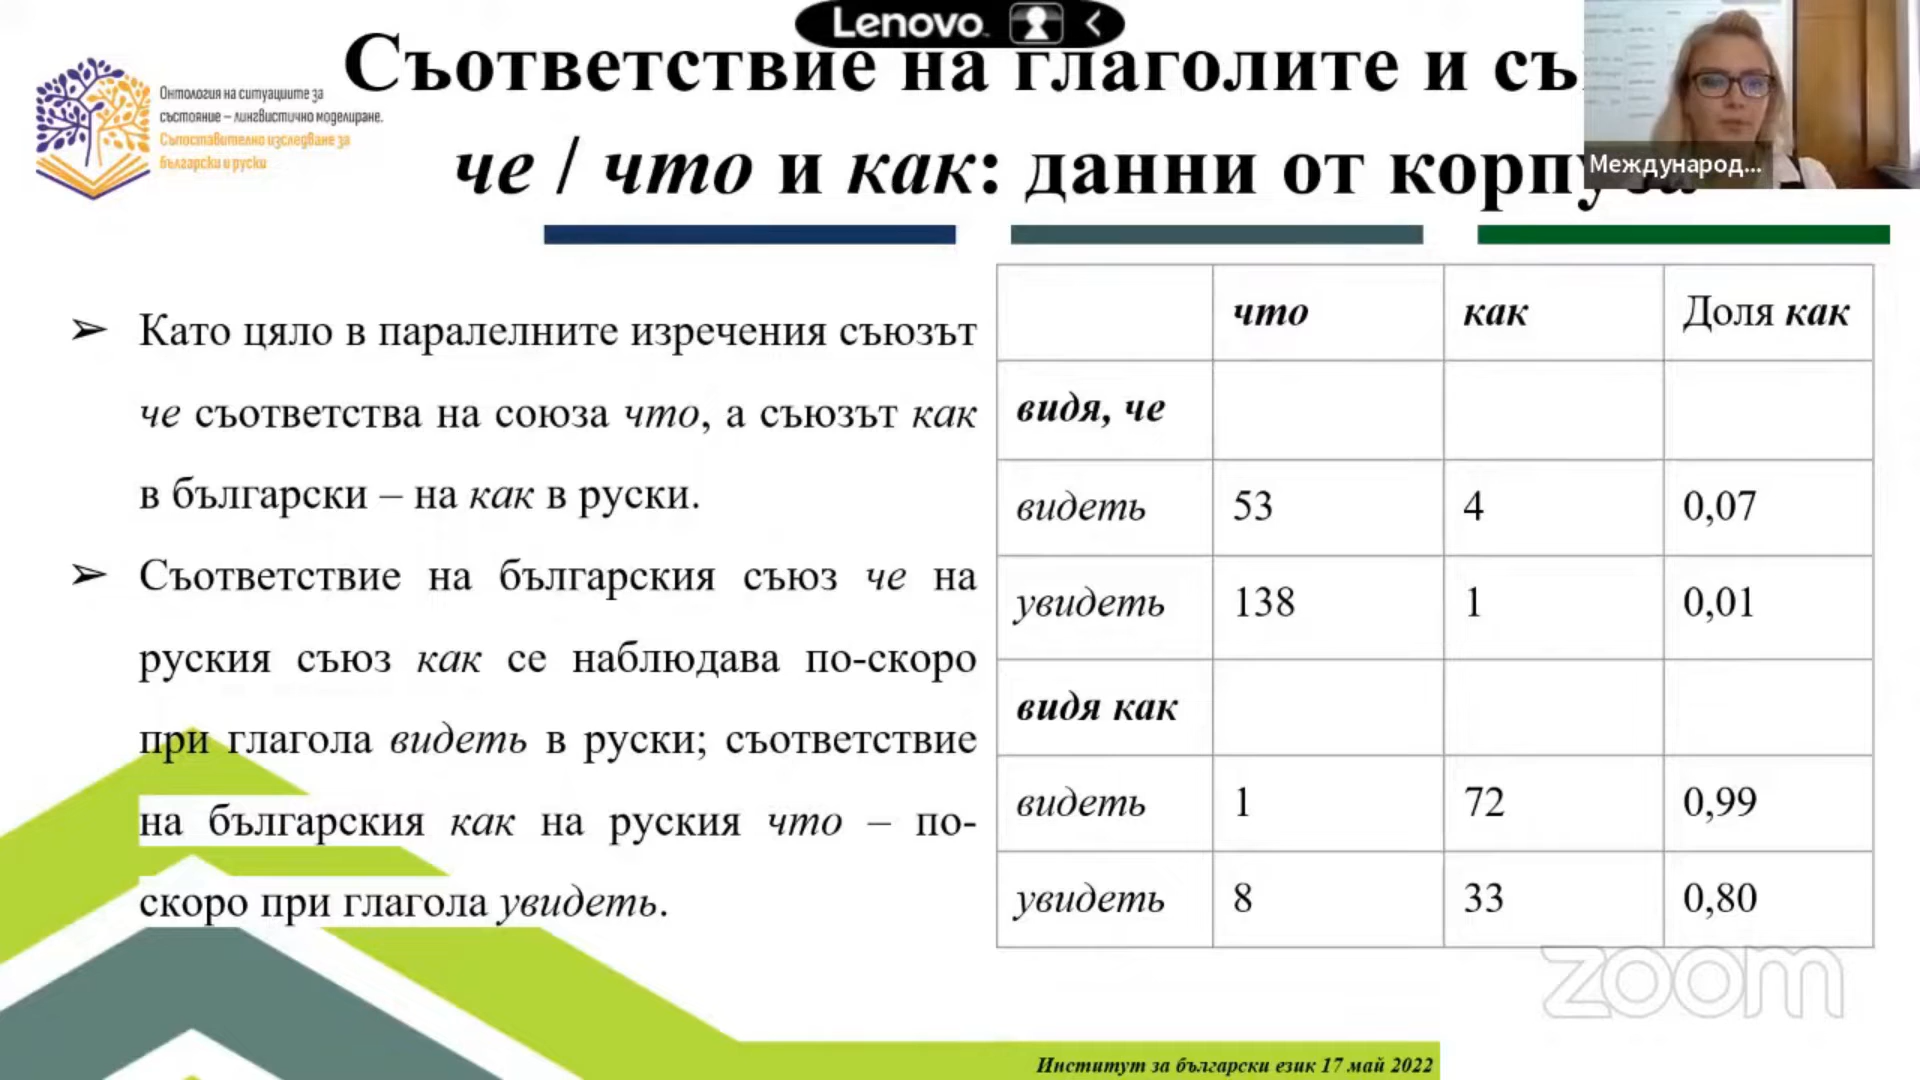 Lenovo
Съответствие на глаголите и съ
че / что и как: данни от корпуса
Онтология на ситуациите за
състояние – лингвистично моделиране.
Съпоставително изследване за
български и руски
Международ...
➢ Като цяло в паралелните изречения съюзът
че съответства на союза что, а съюзът как
в български – на как в руски.
➢ Съответствие на българския съюз че на
руския съюз как се наблюдава по-скоро
при глагола видеть в руски; съответствие
на българския как на руския что – по-
скоро при глагола увидеть.
что как Доля как
видя, че
видеть 53 4 0,07
увидеть 138 1 0,01
видя как
видеть 1 72 0,99
увидеть 8 33 0,80
zoom
Институт за български език 17 май 2022